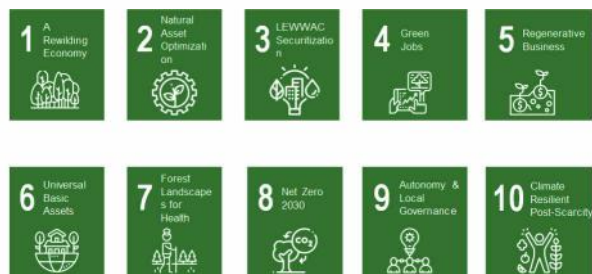 1
A
Rewilding
Economy
2
Natural
Asset
Optimizati
on
3
LEWWAC
Securitizatio
n
4
Green
Jobs
5
Regenerative
Business
6
Universal
Basic
Assets
7
Forest
Landscape
s for
Health
8
Net Zero
2030
CO2
9
Autonomy &
Local
Governance
10
Climate
Resilient
Post-Scarcity